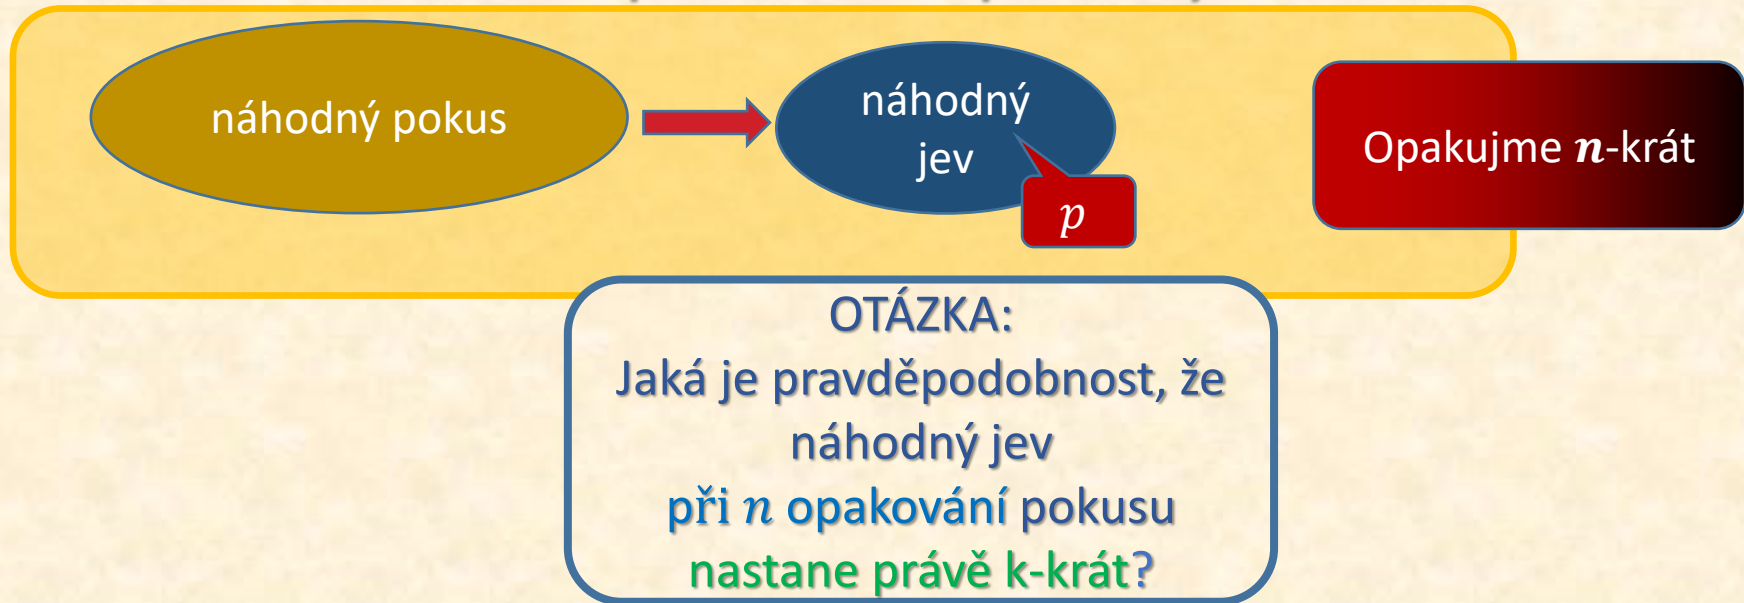 náhodný pokus
náhodný
jev
p
Opakujme n-krát
OTÁZKA:
Jaká je pravděpodobnost, že
náhodný jev
při n opakování pokusu
nastane právě k-krát?